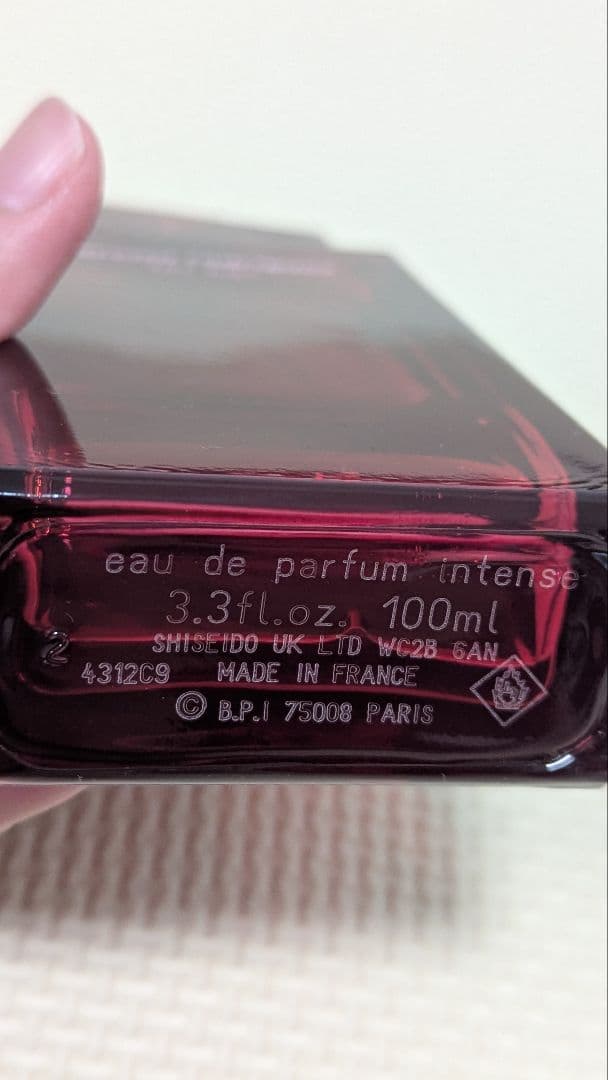 eau de parfum intense
3.3fl.oz. 100ml
SHISEIDO UK LTD WC2B 6AN
2
4312C9 MADE IN FRANCE
© B.P.I 75008 PARIS